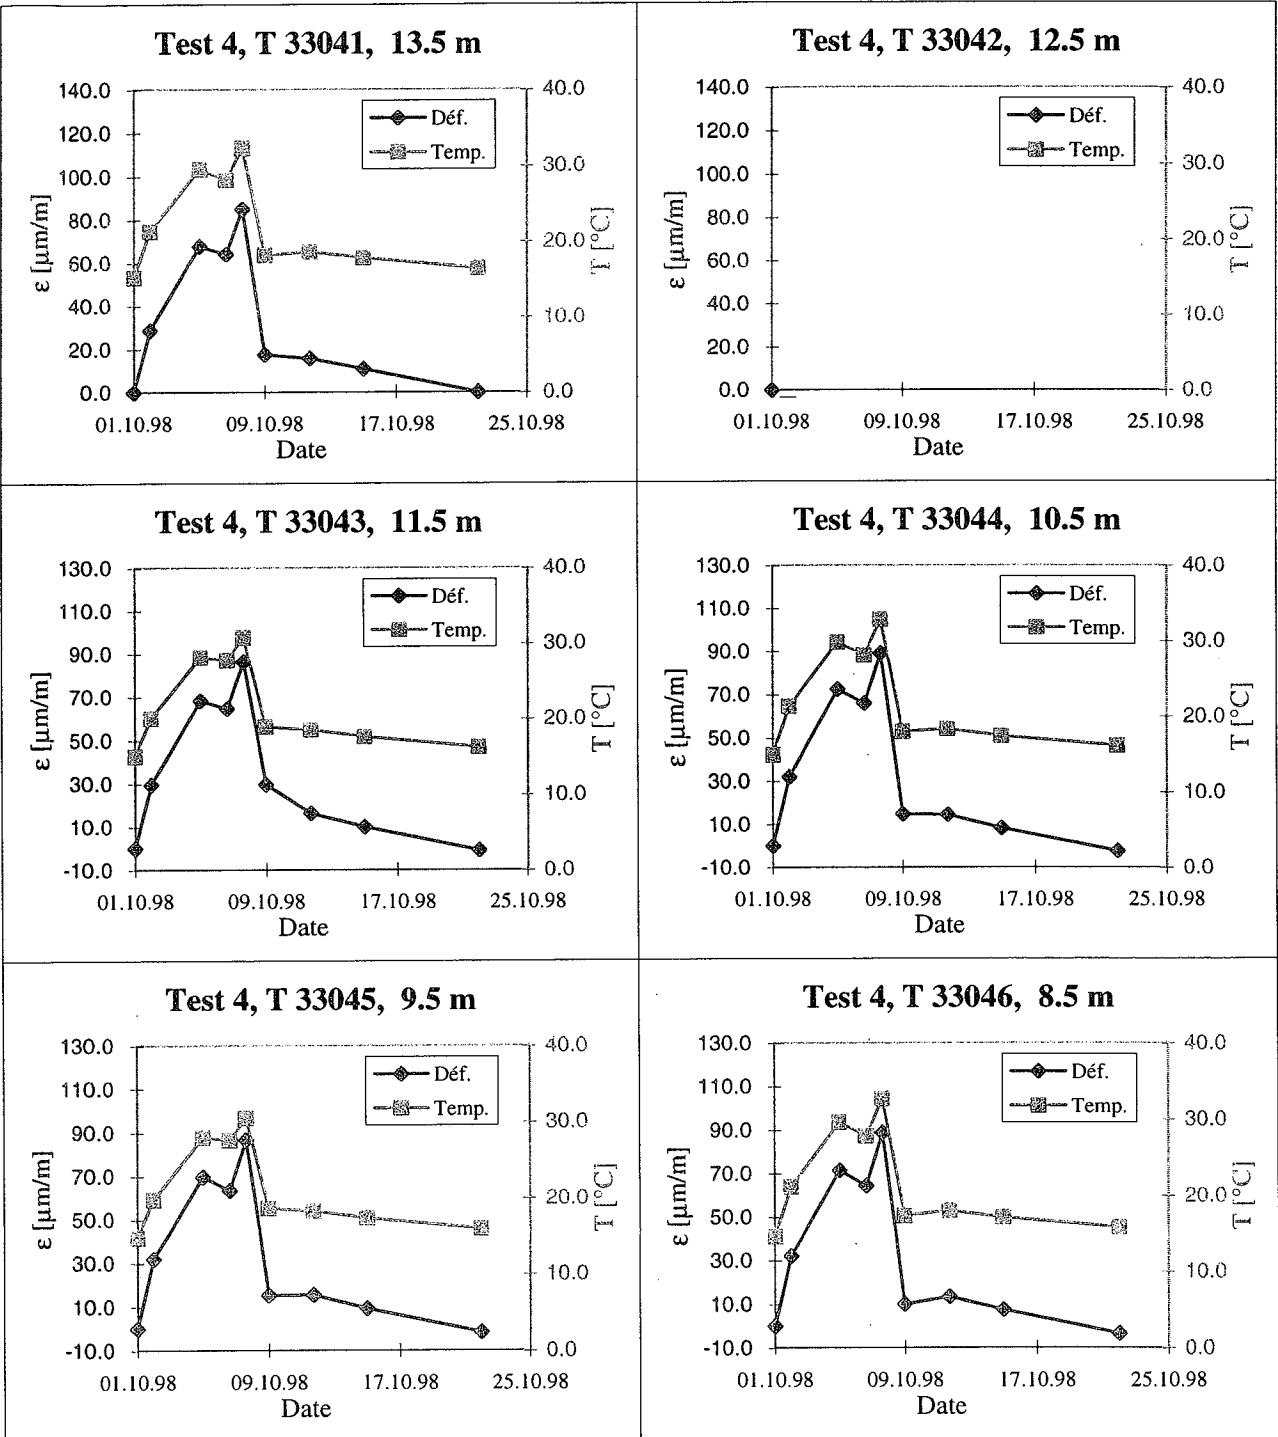 Test 4, T 33041, 13.5 m
140.0
120.0
100.0
80.0
60.0
40.0
20.0
0.0
ε [µm/m]
40.0
30.0
20.0
10.0
0.0
T [°C]
Déf.
Temp.
01.10.98 09.10.98 17.10.98 25.10.98
Date
Test 4, T 33042, 12.5 m
140.0
120.0
100.0
80.0
60.0
40.0
20.0
0.0
ε [µm/m]
40.0
30.0
20.0
10.0
0.0
T [°C]
Déf.
Temp.
01.10.98 09.10.98 17.10.98 25.10.98
Date
Test 4, T 33043, 11.5 m
130.0
110.0
90.0
70.0
50.0
30.0
10.0
-10.0
ε [µm/m]
40.0
30.0
20.0
10.0
0.0
T [°C]
Déf.
Temp.
01.10.98 09.10.98 17.10.98 25.10.98
Date
Test 4, T 33044, 10.5 m
130.0
110.0
90.0
70.0
50.0
30.0
10.0
-10.0
ε [µm/m]
40.0
30.0
20.0
10.0
0.0
T [°C]
Déf.
Temp.
01.10.98 09.10.98 17.10.98 25.10.98
Date
Test 4, T 33045, 9.5 m
130.0
110.0
90.0
70.0
50.0
30.0
10.0
-10.0
ε [µm/m]
40.0
30.0
20.0
10.0
0.0
T [°C]
Déf.
Temp.
01.10.98 09.10.98 17.10.98 25.10.98
Date
Test 4, T 33046, 8.5 m
130.0
110.0
90.0
70.0
50.0
30.0
10.0
-10.0
ε [µm/m]
40.0
30.0
20.0
10.0
0.0
T [°C]
Déf.
Temp.
01.10.98 09.10.98 17.10.98 25.10.98
Date